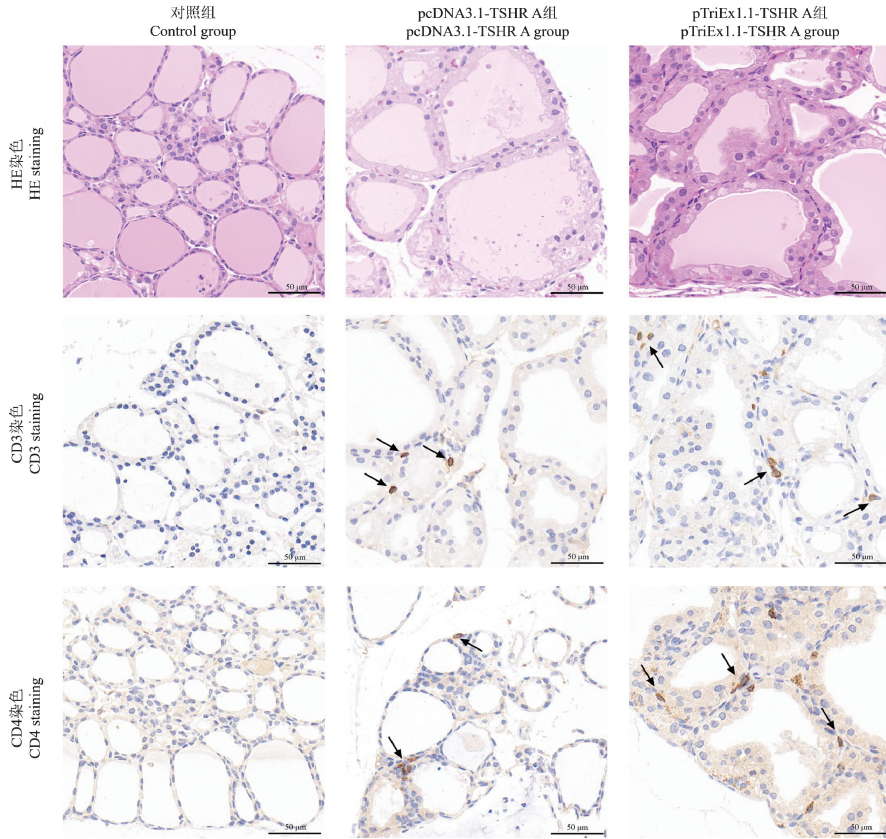 对照组
Control group
pcDNA3.1-TSHR A组
pcDNA3.1-TSHR A group
pTriEx1.1-TSHR A组
pTriEx1.1-TSHR A group
HE染色
HE staining
50 μm
50 μm
50 μm
CD3染色
CD3 staining
50 μm
50 μm
50 μm
CD4染色
CD4 staining
50 μm
50 μm
50 μm